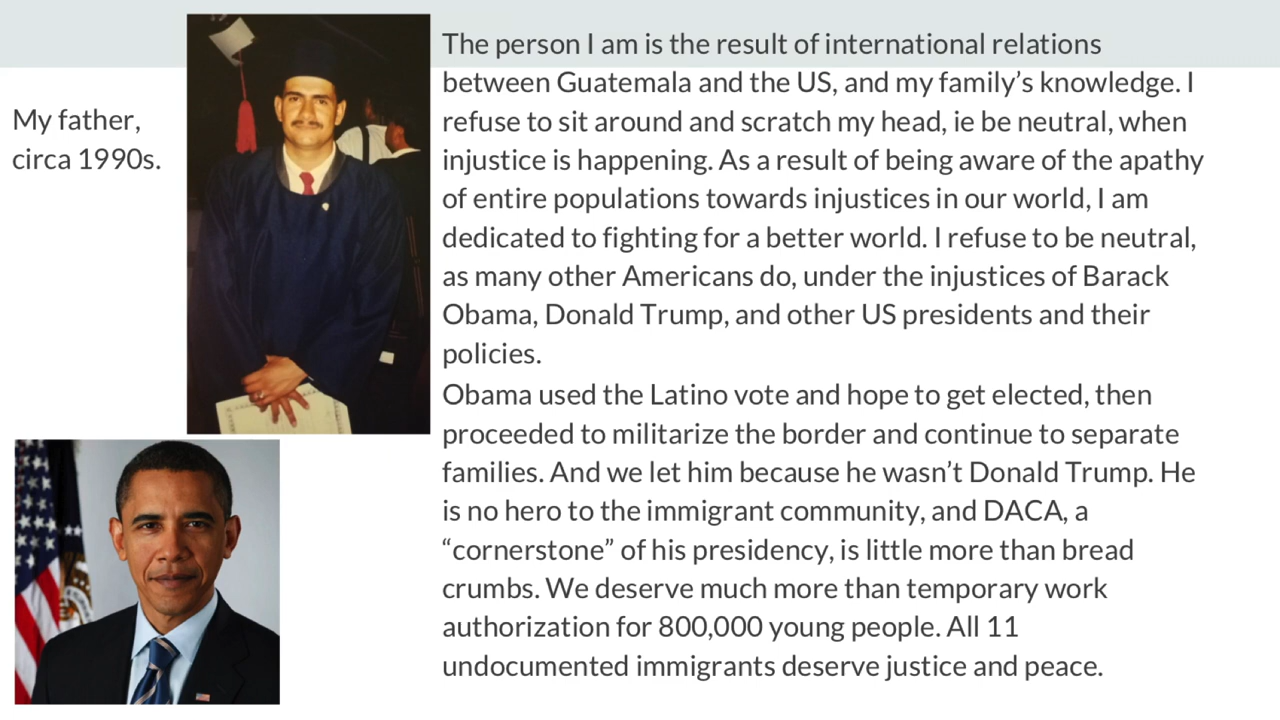 My father,
circa 1990s.
The person I am is the result of international relations
between Guatemala and the US, and my family’s knowledge. I
refuse to sit around and scratch my head, ie be neutral, when
injustice is happening. As a result of being aware of the apathy
of entire populations towards injustices in our world, I am
dedicated to fighting for a better world. I refuse to be neutral,
as many other Americans do, under the injustices of Barack
Obama, Donald Trump, and other US presidents and their
policies.
Obama used the Latino vote and hope to get elected, then
proceeded to militarize the border and continue to separate
families. And we let him because he wasn’t Donald Trump. He
is no hero to the immigrant community, and DACA, a
“cornerstone” of his presidency, is little more than bread
crumbs. We deserve much more than temporary work
authorization for 800,000 young people. All 11
undocumented immigrants deserve justice and peace.